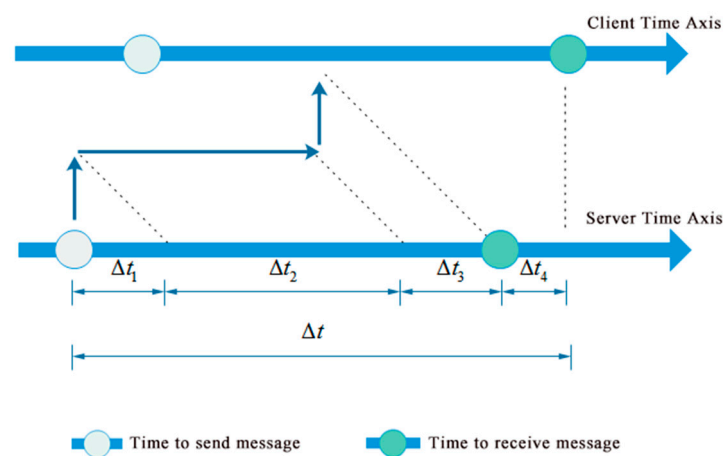 Client Time Axis
Server Time Axis
Δt₁ Δt₂ Δt₃ Δt₄
Δt
Time to send message Time to receive message